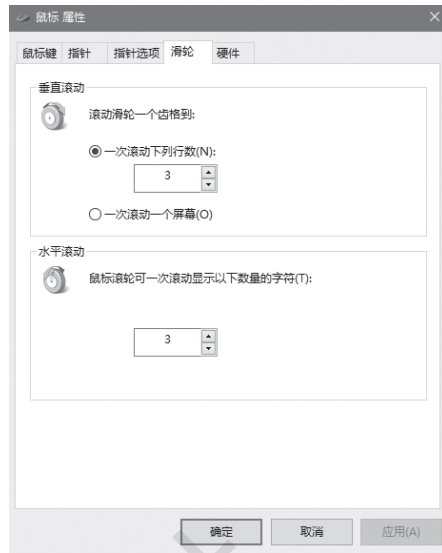 鼠标 属性
鼠标键 指针 指针选项 滑轮 硬件
垂直滚动
滚动滑轮一个齿格到:
一次滚动下列行数(N):
3
一次滚动一个屏幕(O)
水平滚动
鼠标滚轮可一次滚动显示以下数量的字符(T):
3
确定 取消 应用(A)